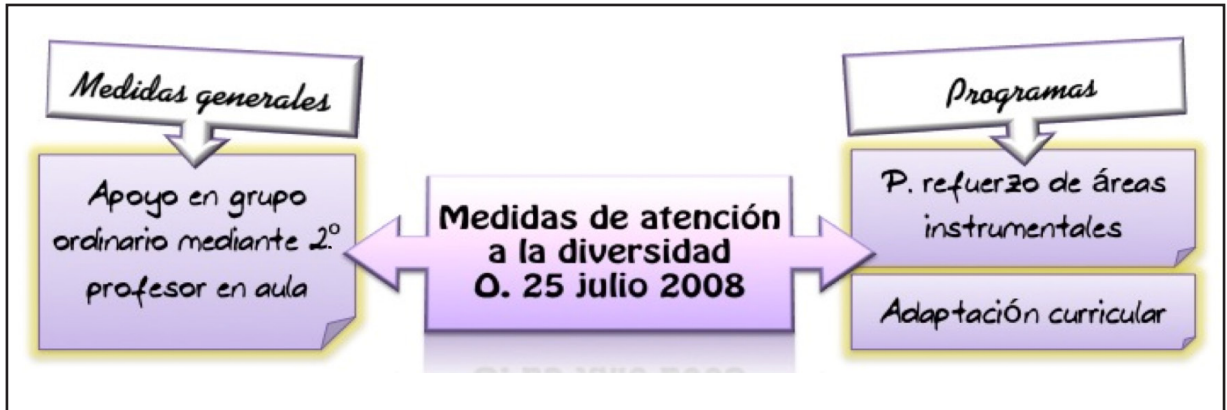 Medidas generales
Apoyo en grupo
ordinario mediante 2.º
profesor en aula
Medidas de atención
a la diversidad
O. 25 julio 2008
Programas
P. refuerzo de áreas
instrumentales
Adaptación curricular